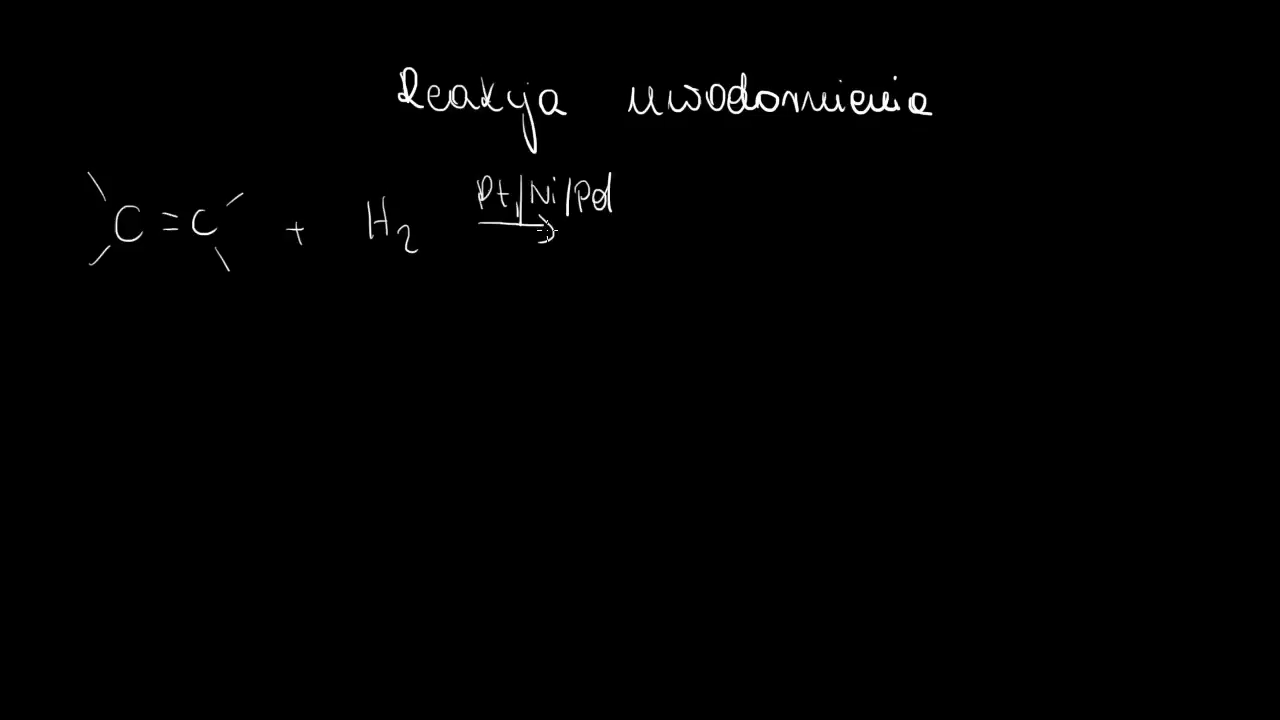 Reakcja uwodornienia
C=C + H2 Pt/Ni/Pd →